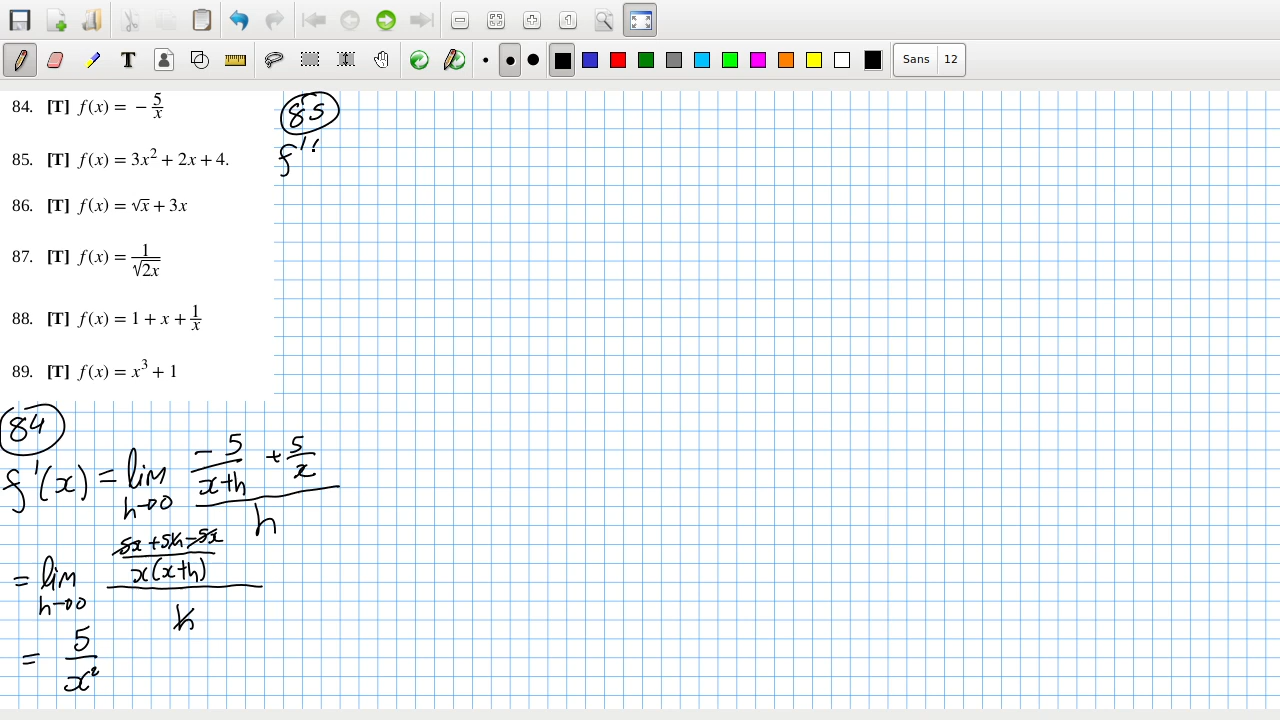 Sans 12
84. [T] f(x) = − 5/x
85. [T] f(x) = 3x² + 2x + 4.
86. [T] f(x) = √x + 3x
87. [T] f(x) = 1/√(2x)
88. [T] f(x) = 1 + x + 1/x
89. [T] f(x) = x³ + 1
84
f'(x) = lim h→0 (−5/(x+h) + 5/x)/h
= lim h→0 ((5x+5h−5x)/(x(x+h)))/h
= 5/x²
85
f'(